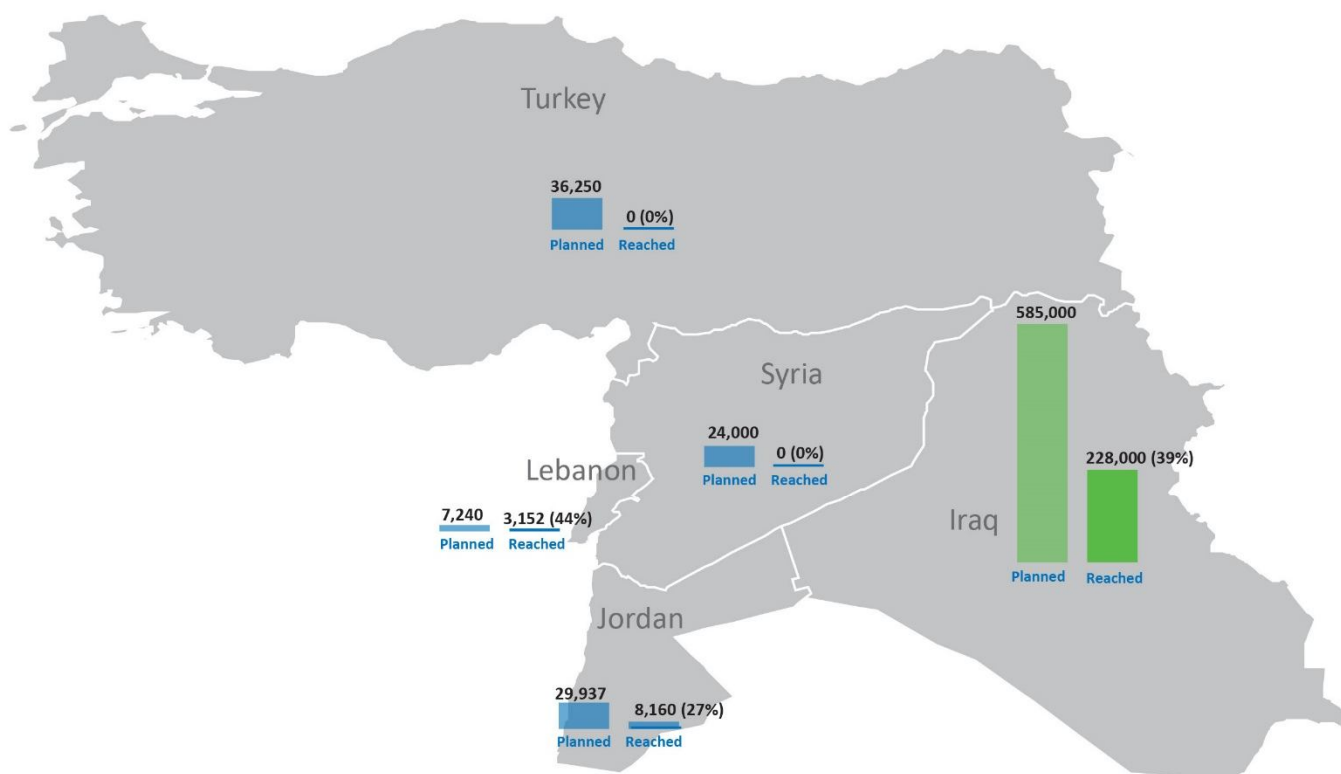 Turkey
36,250
0 (0%)
Planned
Reached
585,000
228,000 (39%)
Iraq
Planned
Reached
Syria
24,000
0 (0%)
Planned
Reached
Lebanon
7,240
3,152 (44%)
Planned
Reached
Jordan
29,937
8,160 (27%)
Planned
Reached